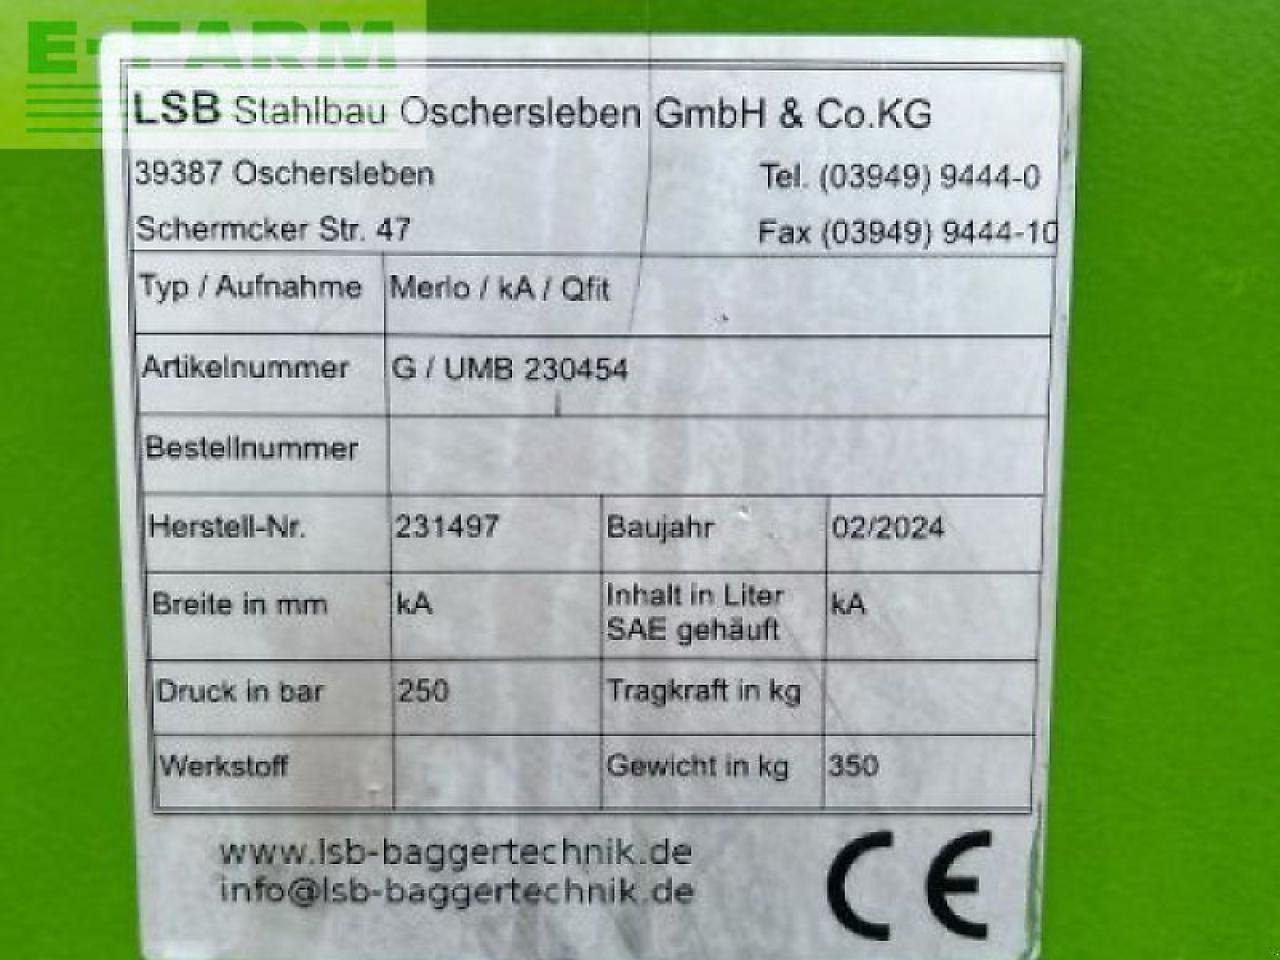 E-FARM
LSB Stahlbau Oschersleben GmbH & Co.KG
39387 Oschersleben Tel. (03949) 9444-0
Schermcker Str. 47 Fax (03949) 9444-10
Typ / Aufnahme Merlo / kA / Qfit
Artikelnummer G / UMB 230454
Bestellnummer
Herstell-Nr. 231497 Baujahr 02/2024
Breite in mm kA Inhalt in Liter kA
SAE gehäuft
Druck in bar 250 Tragkraft in kg
Werkstoff Gewicht in kg 350
www.lsb-baggertechnik.de
info@lsb-baggertechnik.de
CE